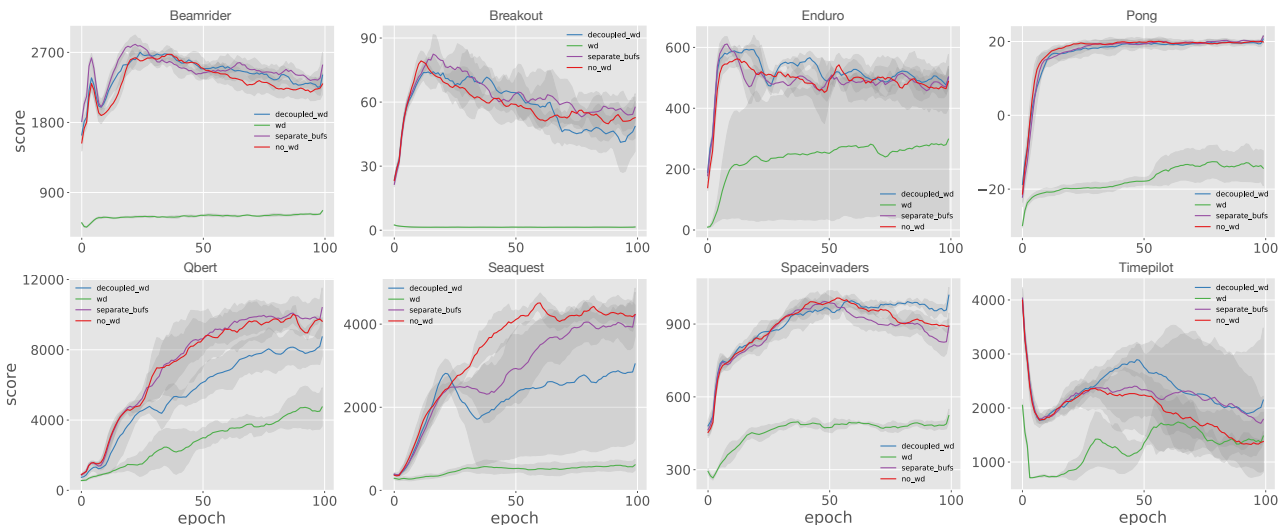 Beamrider
Breakout
Enduro
Pong
score
2700
1800
900
0
50
100
decoupled_wd
wd
separate_bufs
no_wd
90
60
30
0
0
50
100
decoupled_wd
wd
separate_bufs
no_wd
600
400
200
0
0
50
100
decoupled_wd
wd
separate_bufs
no_wd
20
0
−20
0
50
100
decoupled_wd
wd
separate_bufs
no_wd
Qbert
Seaquest
Spaceinvaders
Timepilot
score
12000
8000
4000
0
0
50
100
epoch
decoupled_wd
wd
separate_bufs
no_wd
4000
2000
0
0
50
100
epoch
decoupled_wd
wd
separate_bufs
no_wd
900
600
300
0
50
100
epoch
decoupled_wd
wd
separate_bufs
no_wd
4000
3000
2000
1000
0
50
100
epoch
decoupled_wd
wd
separate_bufs
no_wd